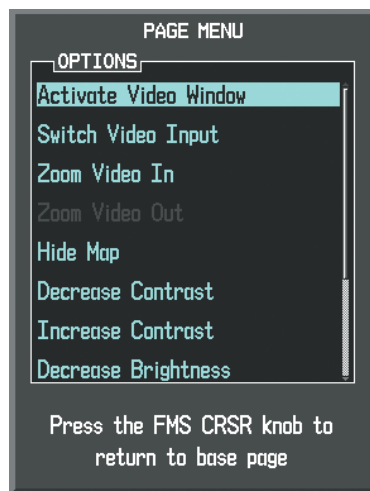 PAGE MENU
OPTIONS
Activate Video Window
Switch Video Input
Zoom Video In
Zoom Video Out
Hide Map
Decrease Contrast
Increase Contrast
Decrease Brightness
Press the FMS CRSR knob to
return to base page